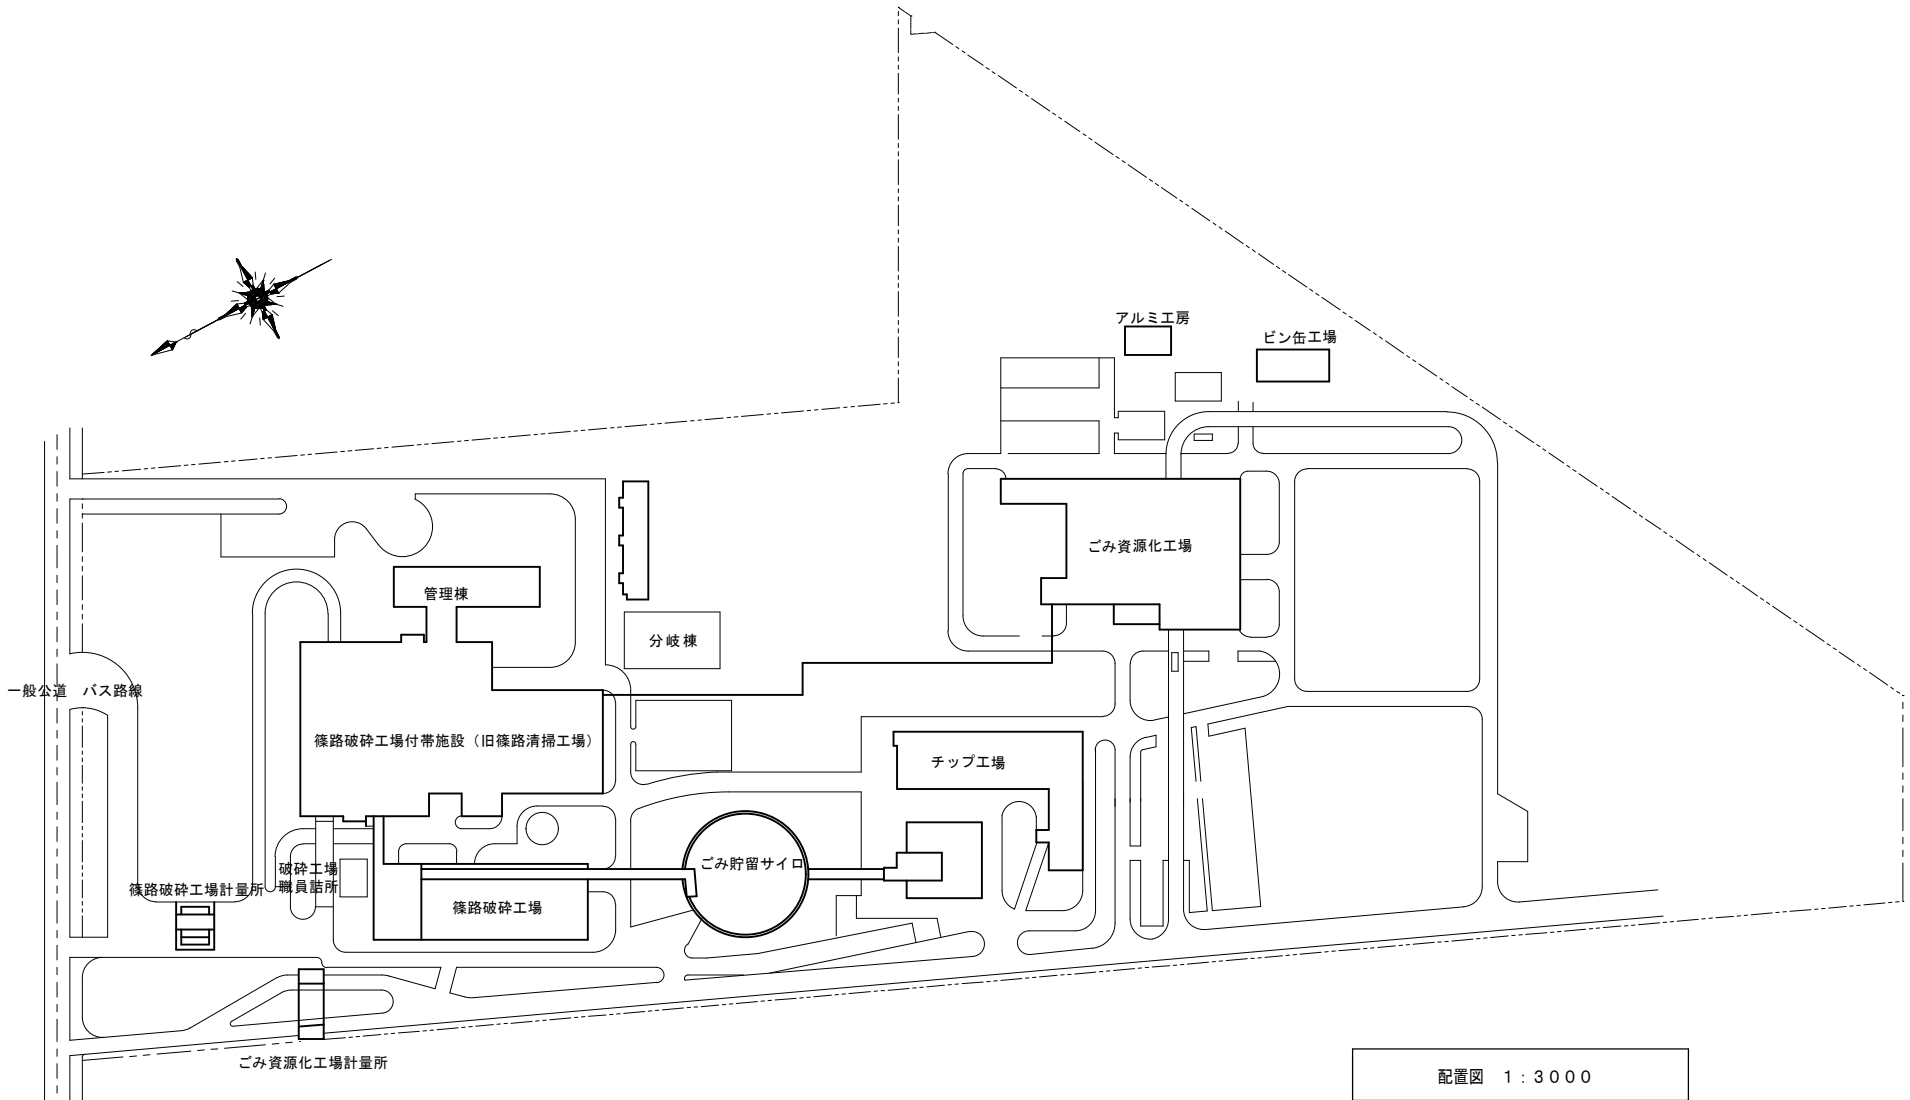 アルミ工房
ビン缶工場
ごみ資源化工場
管理棟
分岐棟
一般公道　バス路線
篠路破砕工場付帯施設（旧篠路清掃工場）
チップ工場
ごみ貯留サイロ
破砕工場
職員詰所
篠路破砕工場計量所
篠路破砕工場
ごみ資源化工場計量所
配置図　１：３０００